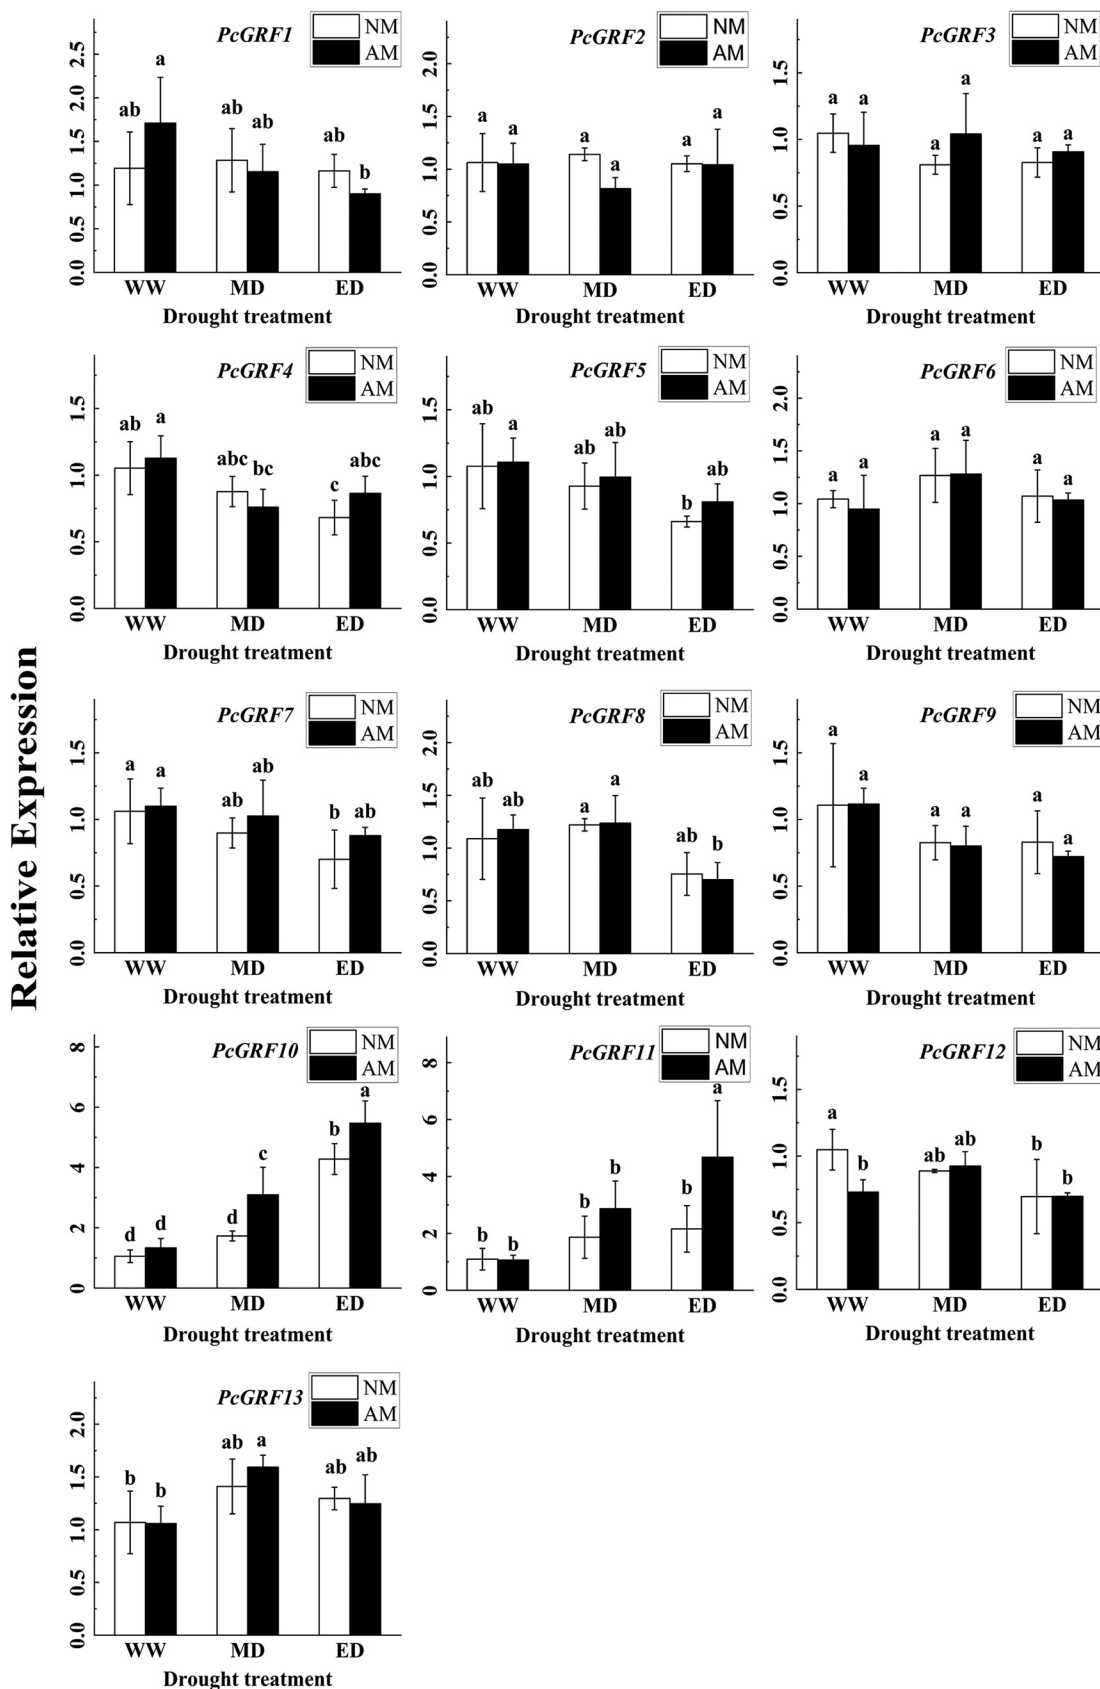 Relative Expression
PcGRF1
NM
AM
2.5
2.0
1.5
1.0
0.5
0.0
ab a ab ab ab b
WW MD ED
Drought treatment
PcGRF2
NM
AM
2.0
1.5
1.0
0.5
0.0
a a a a a a
WW MD ED
Drought treatment
PcGRF3
NM
AM
1.5
1.0
0.5
0.0
a a a a a a
WW MD ED
Drought treatment
PcGRF4
NM
AM
1.5
1.0
0.5
0.0
ab a abc bc c abc
WW MD ED
Drought treatment
PcGRF5
NM
AM
1.5
1.0
0.5
0.0
ab a ab ab b ab
WW MD ED
Drought treatment
PcGRF6
NM
AM
2.0
1.5
1.0
0.5
0.0
a a a a a a
WW MD ED
Drought treatment
PcGRF7
NM
AM
1.5
1.0
0.5
0.0
a a ab ab b ab
WW MD ED
Drought treatment
PcGRF8
NM
AM
2.0
1.5
1.0
0.5
0.0
ab ab a a ab b
WW MD ED
Drought treatment
PcGRF9
NM
AM
1.5
1.0
0.5
0.0
a a a a a a
WW MD ED
Drought treatment
PcGRF10
NM
AM
8
6
4
2
0
d d d c b a
WW MD ED
Drought treatment
PcGRF11
NM
AM
8
6
4
2
0
b b b b b a
WW MD ED
Drought treatment
PcGRF12
NM
AM
1.5
1.0
0.5
0.0
a b ab ab b b
WW MD ED
Drought treatment
PcGRF13
NM
AM
2.0
1.5
1.0
0.5
0.0
b b ab a ab ab
WW MD ED
Drought treatment